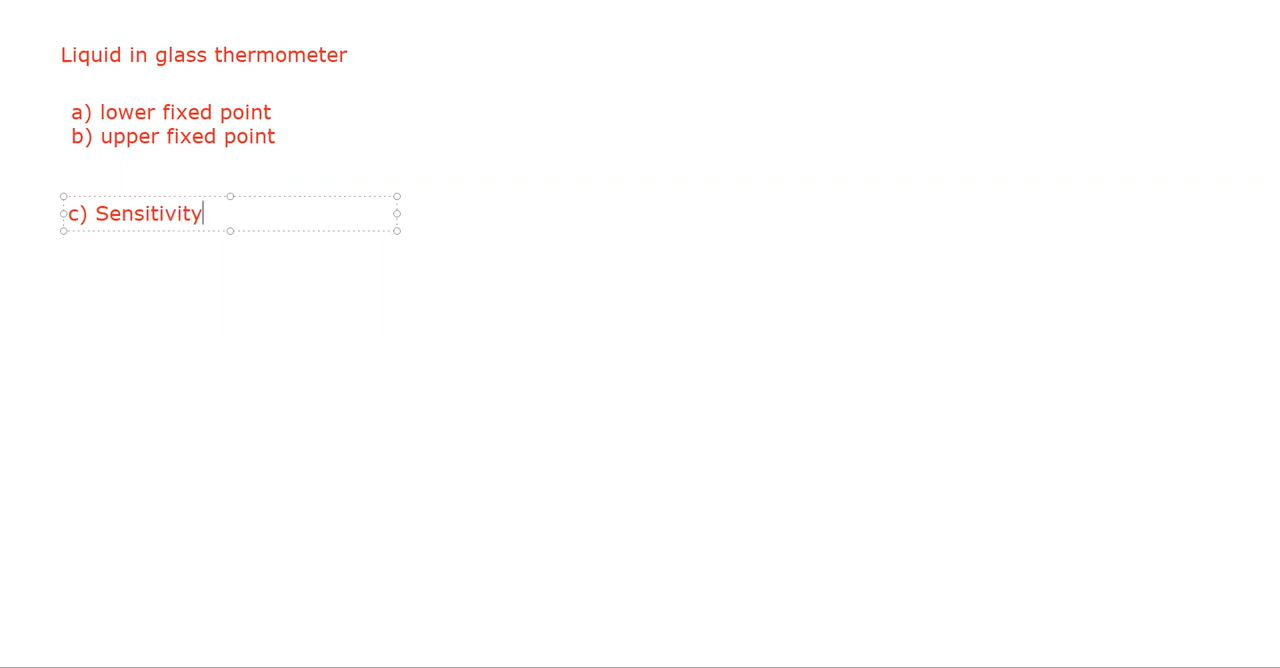 Liquid in glass thermometer
a) lower fixed point
b) upper fixed point
c) Sensitivity